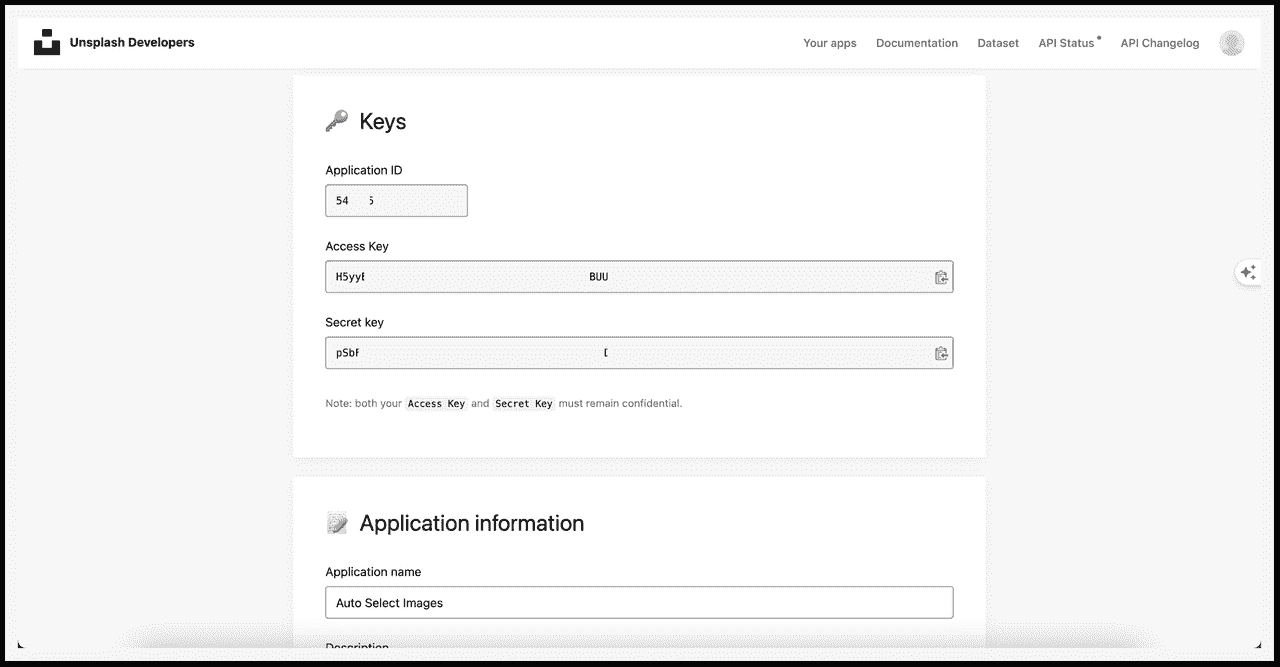 Unsplash Developers
Your apps Documentation Dataset API Status API Changelog
Keys
Application ID
54 5
Access Key
H5yy BUU
Secret key
pSb
Note: both your Access Key and Secret Key must remain confidential.
Application information
Application name
Auto Select Images
Description